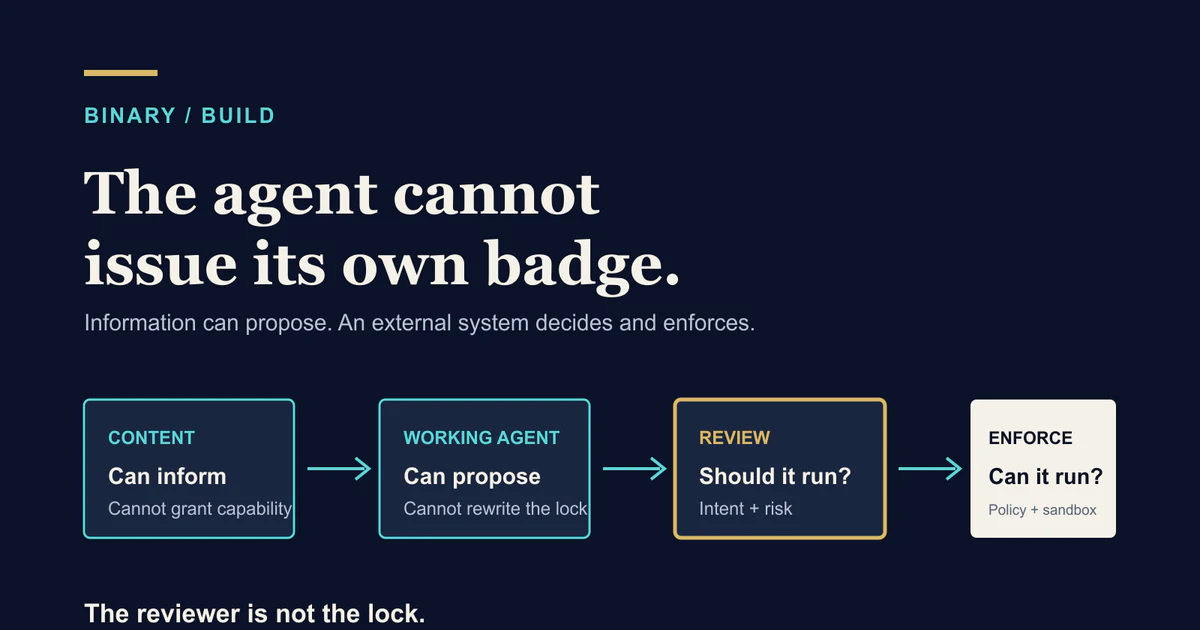 BINARY / BUILD
The agent cannot
issue its own badge.
Information can propose. An external system decides and enforces.
CONTENT
Can inform
Cannot grant capability
WORKING AGENT
Can propose
Cannot rewrite the lock
REVIEW
Should it run?
Intent + risk
ENFORCE
Can it run?
Policy + sandbox
The reviewer is not the lock.